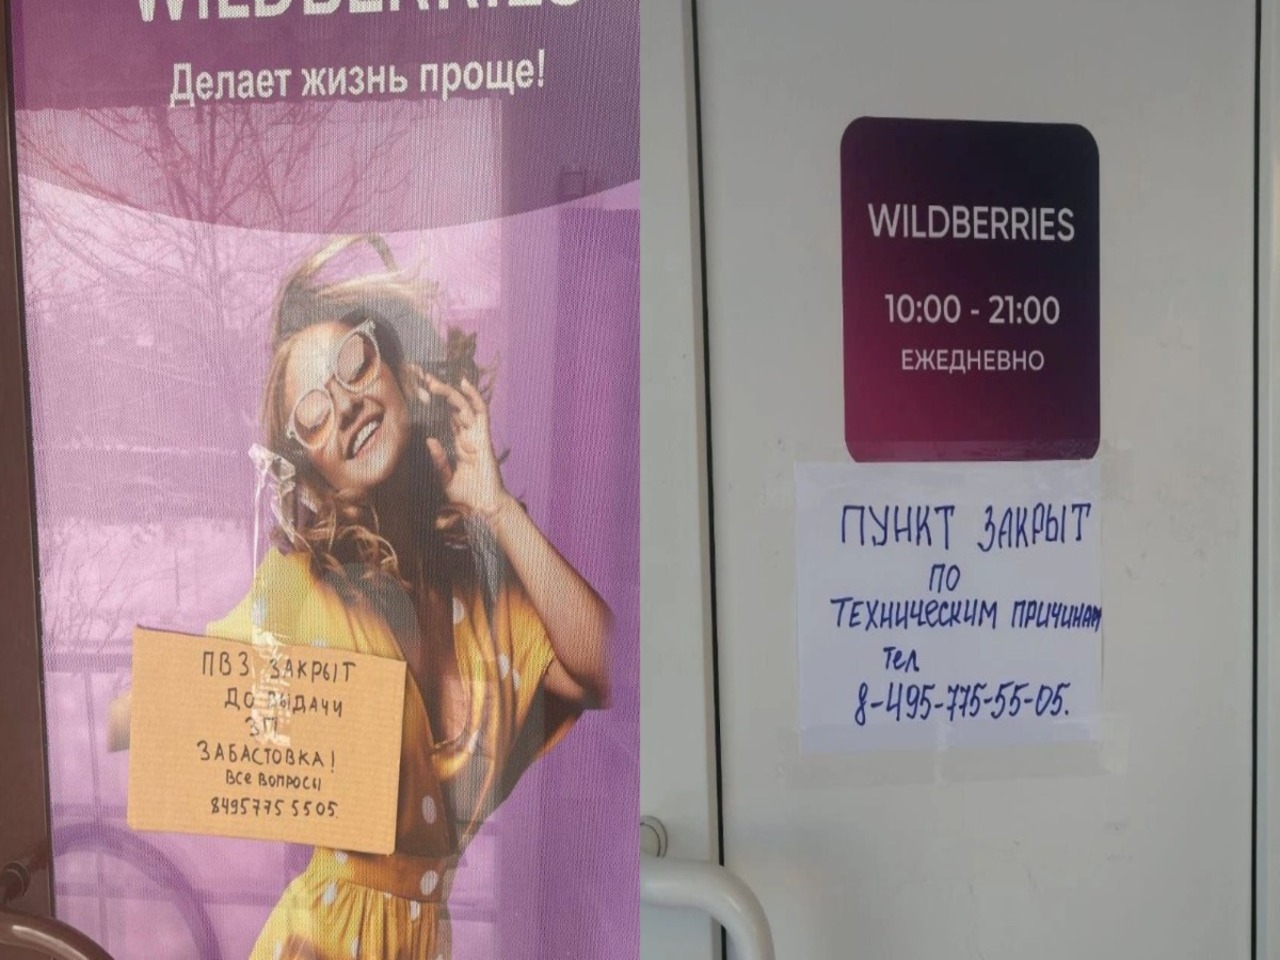 WILDBERRIES
Делает жизнь проще!
ПВЗ ЗАКРЫТ
ДО ВЫДАЧИ
ЗП
ЗАБАСТОВКА!
Все вопросы
84957755505.
WILDBERRIES
10:00 - 21:00
ЕЖЕДНЕВНО
ПУНКТ ЗАКРЫТ
ПО
ТЕХНИЧЕСКИМ ПРИЧИНАМ
Тел
8-495-775-55-05.